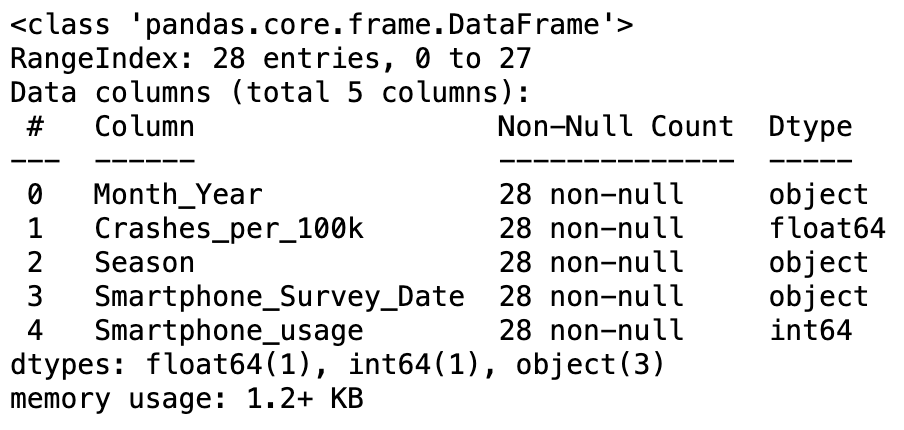 <class 'pandas.core.frame.DataFrame'>
RangeIndex: 28 entries, 0 to 27
Data columns (total 5 columns):
 #   Column                  Non-Null Count  Dtype
---  ------                  --------------  -----
 0   Month_Year              28 non-null     object
 1   Crashes_per_100k        28 non-null     float64
 2   Season                  28 non-null     object
 3   Smartphone_Survey_Date  28 non-null     object
 4   Smartphone_usage        28 non-null     int64
dtypes: float64(1), int64(1), object(3)
memory usage: 1.2+ KB